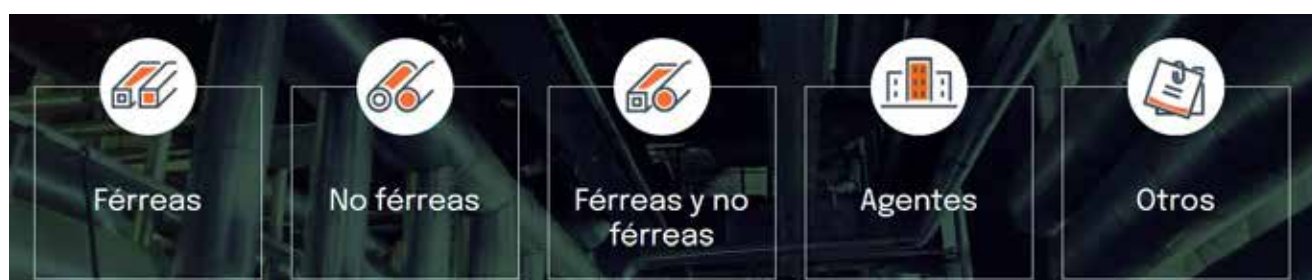 Férreas
No férreas
Férreas y no
férreas
Agentes
Otros